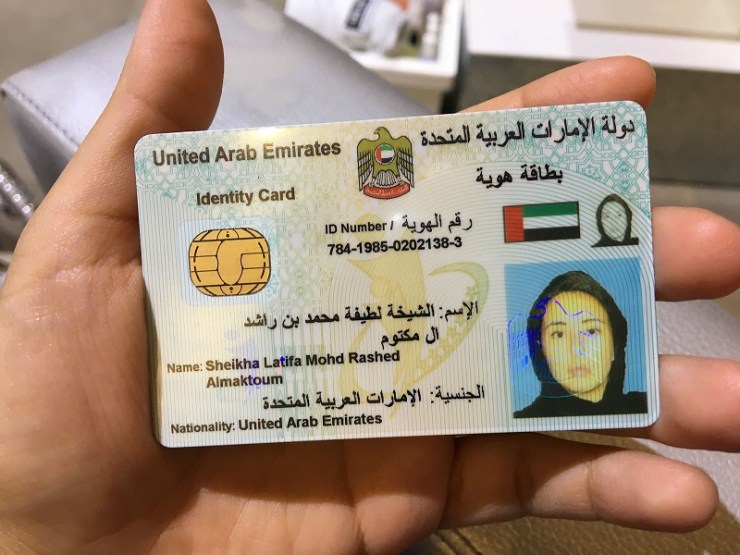 United Arab Emirates
دولة الإمارات العربية المتحدة
Identity Card
بطاقة هوية
ID Number / رقم الهوية
784-1985-0202138-3
الإسم: الشيخة لطيفة محمد بن راشد
ال مكتوم
Name: Sheikha Latifa Mohd Rashed
Almaktoum
الجنسية: الإمارات العربية المتحدة
Nationality: United Arab Emirates